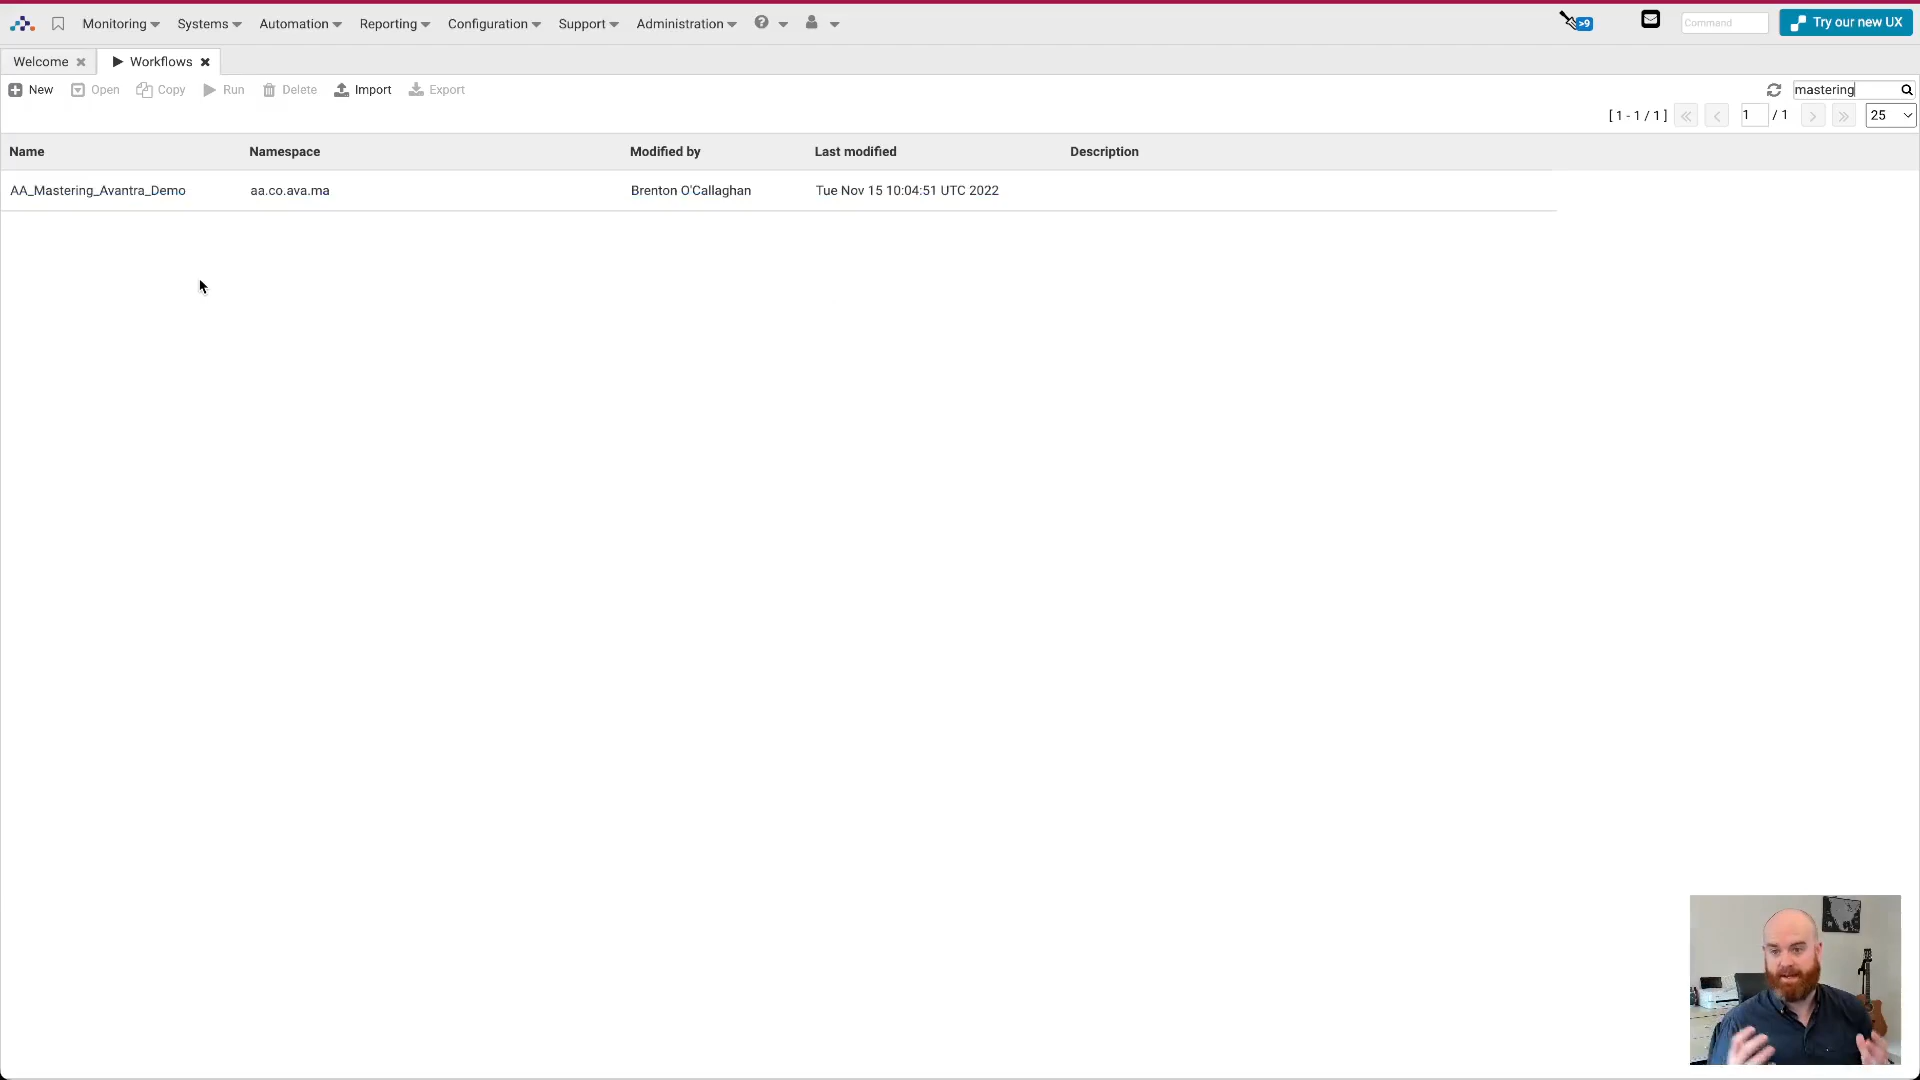 Monitoring Systems Automation Reporting Configuration Support Administration >9 Command Try our new UX
Welcome Workflows
New Open Copy Run Delete Import Export mastering
[ 1 - 1 / 1 ] 1 / 1 25
Name Namespace Modified by Last modified Description
AA_Mastering_Avantra_Demo aa.co.ava.ma Brenton O'Callaghan Tue Nov 15 10:04:51 UTC 2022